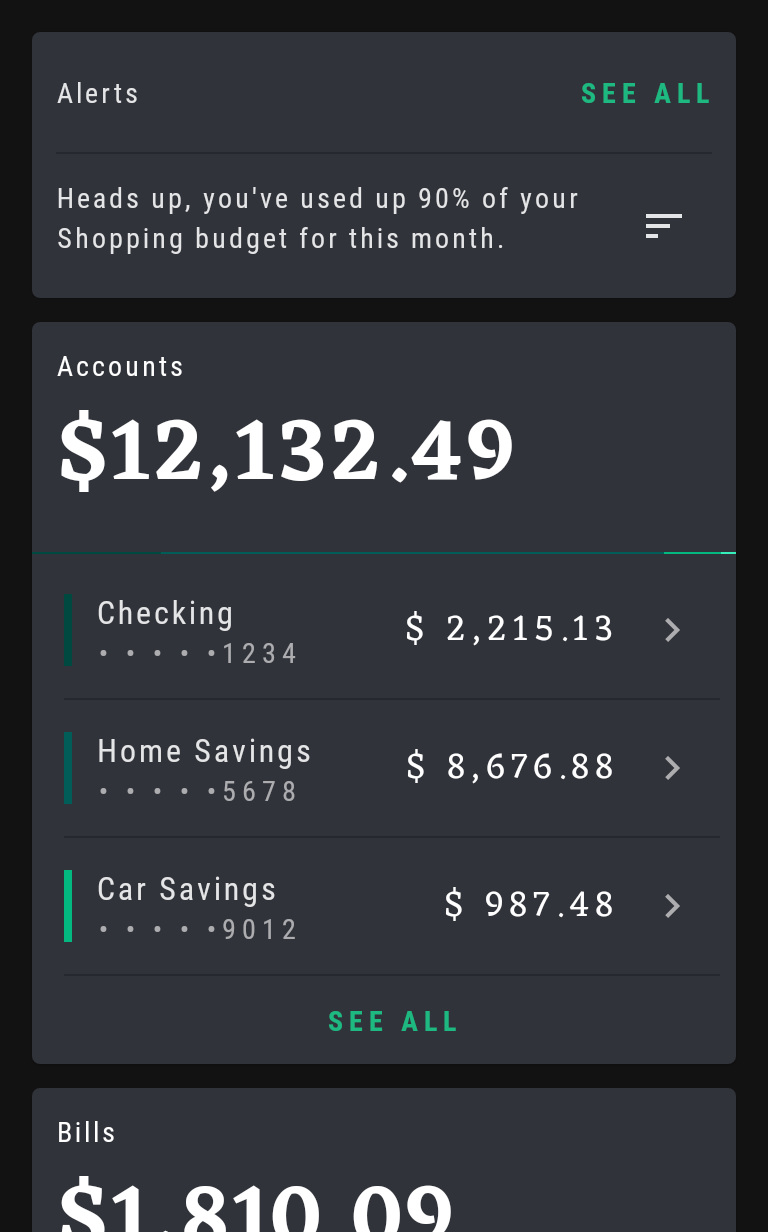 Alerts
SEE ALL
Heads up, you've used up 90% of your
Shopping budget for this month.
Accounts
$12,132.49
Checking
$ 2,215.13
• • • • •1234
Home Savings
$ 8,676.88
• • • • •5678
Car Savings
$ 987.48
• • • • •9012
SEE ALL
Bills
$1,810.09